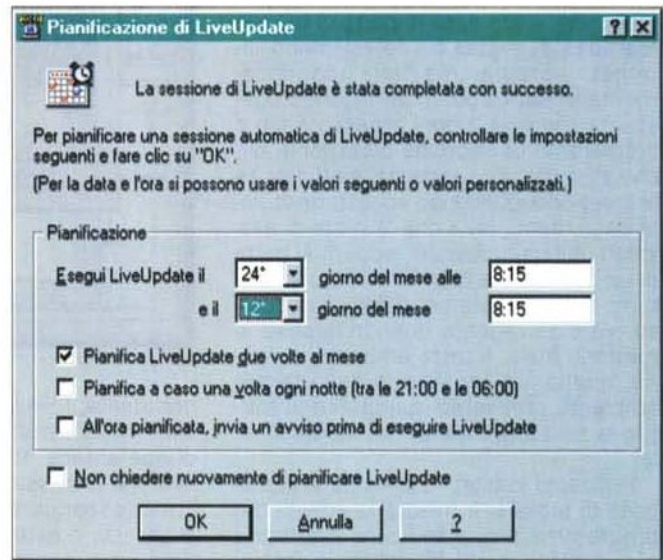 Pianificazione di LiveUpdate
La sessione di LiveUpdate è stata completata con successo.
Per pianificare una sessione automatica di LiveUpdate, controllare le impostazioni
seguenti e fare clic su "OK".
(Per la data e l'ora si possono usare i valori seguenti o valori personalizzati.)
Pianificazione
Esegui LiveUpdate il 24° giorno del mese alle 8:15
e il 12° giorno del mese 8:15
Pianifica LiveUpdate due volte al mese
Pianifica a caso una volta ogni notte (tra le 21:00 e le 06:00)
All'ora pianificata, invia un avviso prima di eseguire LiveUpdate
Non chiedere nuovamente di pianificare LiveUpdate
OK Annulla ?